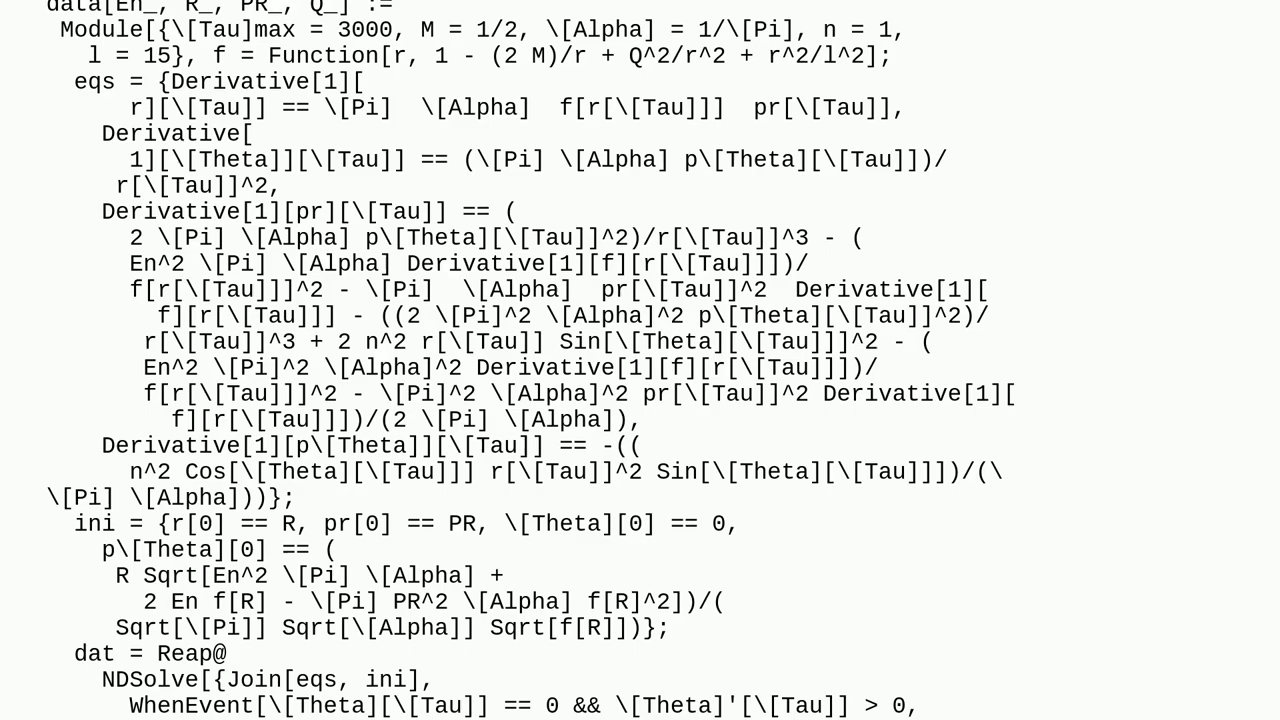 data[En_, R_, PR_, Q_] :=
Module[{\[Tau]max = 3000, M = 1/2, \[Alpha] = 1/\[Pi], n = 1,
l = 15}, f = Function[r, 1 - (2 M)/r + Q^2/r^2 + r^2/l^2];
eqs = {Derivative[1][
r][\[Tau]] == \[Pi]  \[Alpha]  f[r[\[Tau]]]  pr[\[Tau]],
Derivative[
1][\[Theta]][\[Tau]] == (\[Pi] \[Alpha] p\[Theta][\[Tau]])/
r[\[Tau]]^2,
Derivative[1][pr][\[Tau]] == (
2 \[Pi] \[Alpha] p\[Theta][\[Tau]]^2)/r[\[Tau]]^3 - (
En^2 \[Pi] \[Alpha] Derivative[1][f][r[\[Tau]]])/
f[r[\[Tau]]]^2 - \[Pi]  \[Alpha]  pr[\[Tau]]^2  Derivative[1][
f][r[\[Tau]]] - ((2 \[Pi]^2 \[Alpha]^2 p\[Theta][\[Tau]]^2)/
r[\[Tau]]^3 + 2 n^2 r[\[Tau]] Sin[\[Theta][\[Tau]]]^2 - (
En^2 \[Pi]^2 \[Alpha]^2 Derivative[1][f][r[\[Tau]]])/
f[r[\[Tau]]]^2 - \[Pi]^2 \[Alpha]^2 pr[\[Tau]]^2 Derivative[1][
f][r[\[Tau]]])/(2 \[Pi] \[Alpha]),
Derivative[1][p\[Theta]][\[Tau]] == -((
n^2 Cos[\[Theta][\[Tau]]] r[\[Tau]]^2 Sin[\[Theta][\[Tau]]])/(\
\[Pi] \[Alpha]))};
ini = {r[0] == R, pr[0] == PR, \[Theta][0] == 0,
p\[Theta][0] == (
R Sqrt[En^2 \[Pi] \[Alpha] +
2 En f[R] - \[Pi] PR^2 \[Alpha] f[R]^2])/(
Sqrt[\[Pi]] Sqrt[\[Alpha]] Sqrt[f[R]])};
dat = Reap@
NDSolve[{Join[eqs, ini],
WhenEvent[\[Theta][\[Tau]] == 0 && \[Theta]'[\[Tau]] > 0,